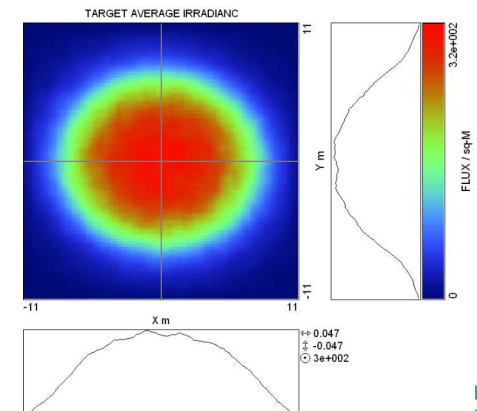 TARGET AVERAGE IRRADIANC
11
Y m
-11
3.2e+002
FLUX / sq-M
0
-11
11
X m
0.047
-0.047
3e+002